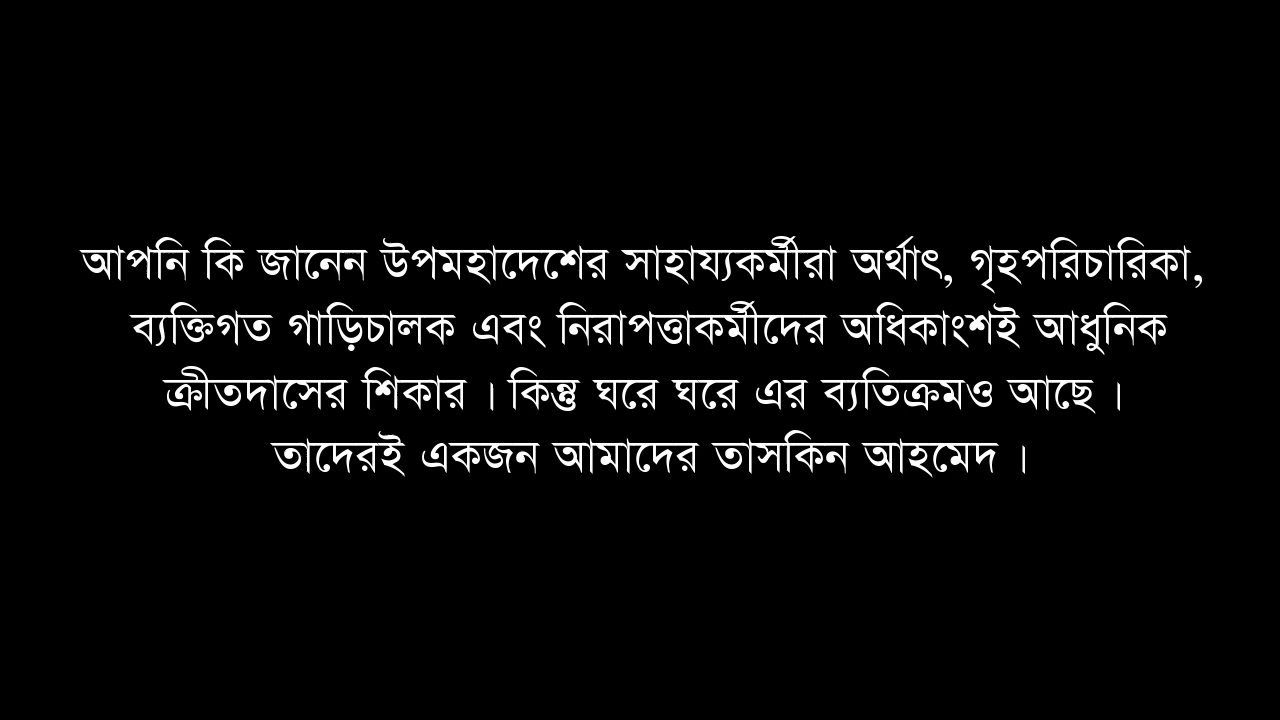 আপনি কি জানেন উপমহাদেশের সাহায্যকর্মীরা অর্থাৎ, গৃহপরিচারিকা,
ব্যক্তিগত গাড়িচালক এবং নিরাপত্তাকর্মীদের অধিকাংশই আধুনিক
ক্রীতদাসের শিকার । কিন্তু ঘরে ঘরে এর ব্যতিক্রমও আছে ।
তাদেরই একজন আমাদের তাসকিন আহমেদ ।